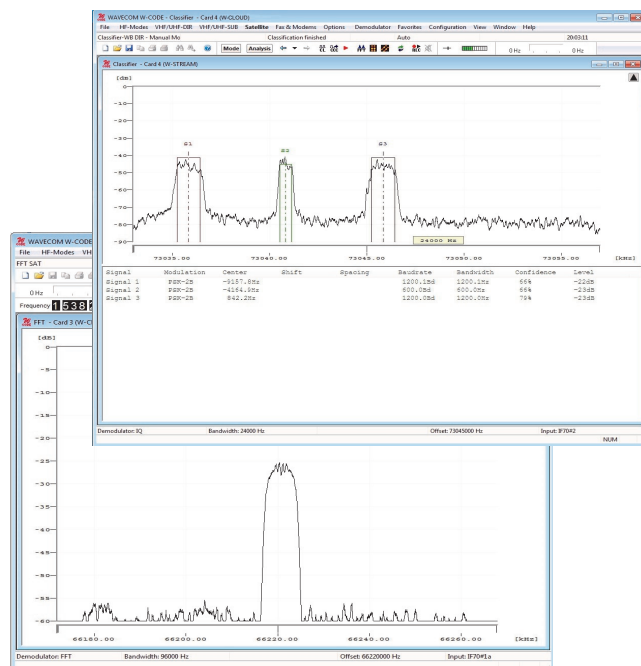 WAVECOM W-CODE - Classifier - Card 4 (W-CLOUD)
File HF-Modes VHF/UHF-DIR VHF/UHF-SUB Satellite Fax & Modems Options Demodulator Favorites Configuration View Window Help
Classifier-WB DIR - Manual Mo: Classification finished Auto 20:03:11
Mode Analysis 0 Hz 0 Hz
Classifier - Card 4 (W-STREAM)
[dB]
0
-10
-20
-30
-40
-50
-60
-70
-80
-90
S1 S2 S3
24000 Hz
73035.00 73040.00 73045.00 73050.00 73055.00 [kHz]
Signal Modulation Center Shift Spacing Baudrate Bandwidth Confidence Level
Signal 1 PSK-2B -9157.8Hz 1200.1Bd 1200.1Hz 66% -22dB
Signal 2 PSK-2B -4164.9Hz 600.0Bd 600.0Hz 66% -23dB
Signal 3 PSK-2B 842.2Hz 1200.0Bd 1200.0Hz 79% -23dB
Demodulator: IQ Bandwidth: 24000 Hz Offset: 73045000 Hz Input: IF70#2
NUM
WAVECOM W-CODE
File HF-Modes
FFT SAT
0 Hz
Frequency 1538
FFT - Card 3 (W-C
[dB]
0
-5
-10
-15
-20
-25
-30
-35
-40
-45
-50
-55
-60
66180.00 66200.00 66220.00 66240.00 66260.00 [kHz]
Demodulator: FFT Bandwidth: 96000 Hz Offset: 66220000 Hz Input: IF70#1a